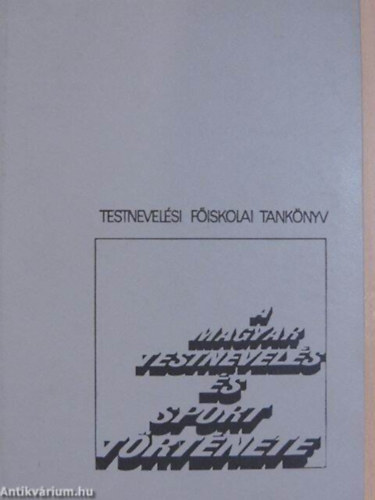 TESTNEVELÉSI FŐISKOLAI TANKÖNYV
A
MAGYAR
TESTNEVELÉS
ÉS
SPORT
TÖRTÉNETE
Antikvárium.hu